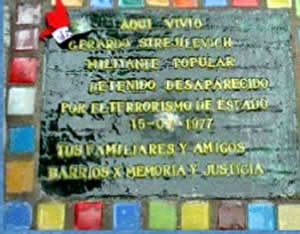 AQUI VIVIO
GERARDO STREJILEVICH
MILITANTE POPULAR
DETENIDO DESAPARECIDO
POR EL TERRORISMO DE ESTADO
1977
TUS FAMILIARES Y AMIGOS
BARRIOS X MEMORIA Y JUSTICIA